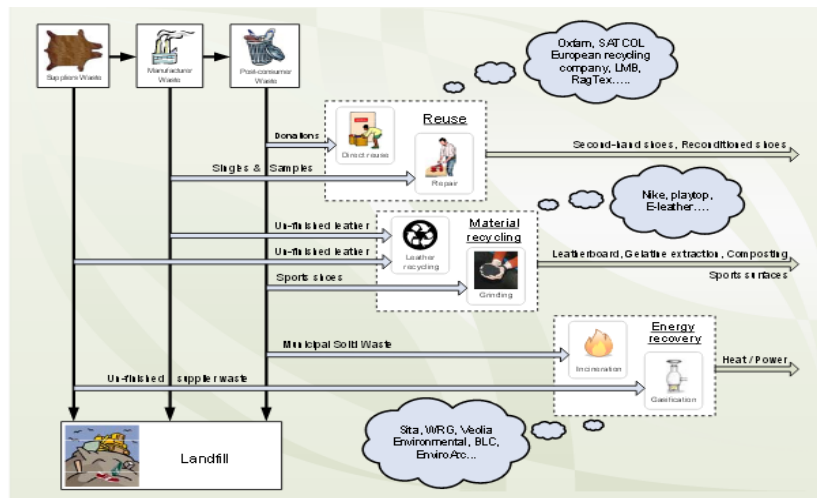 Suppliers Waste
Manufacturer
Waste
Post-consumer
Waste
Oxfam, SATCOL
European recycling
company, LMB,
RagTex.....
Reuse
Donations
Direct reuse
Second-hand shoes, Reconditioned shoes
Singles & Samples
Repair
Nike, playtop,
E-leather....
Un-finished leather
Material
recycling
Un-finished leather
Leather
recycling
Leatherboard, Gelatine extraction, Composting
Sports shoes
Sports surfaces
Grinding
Energy
recovery
Municipal Solid Waste
Incineration
Heat / Power
Un-finished supplier waste
Gasification
Sita, WRG, Veolia
Environmental, BLC,
EnviroArc...
Landfill